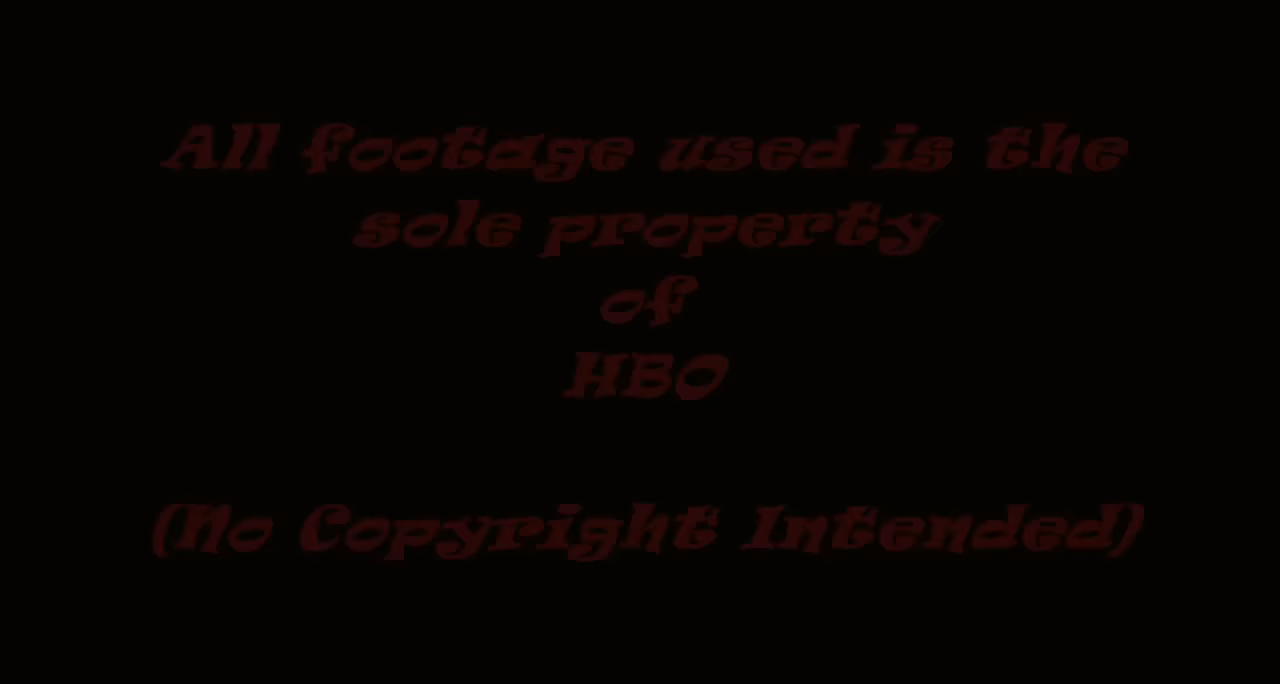 All footage used is the
sole property
of
HBO
(No Copyright Intended)